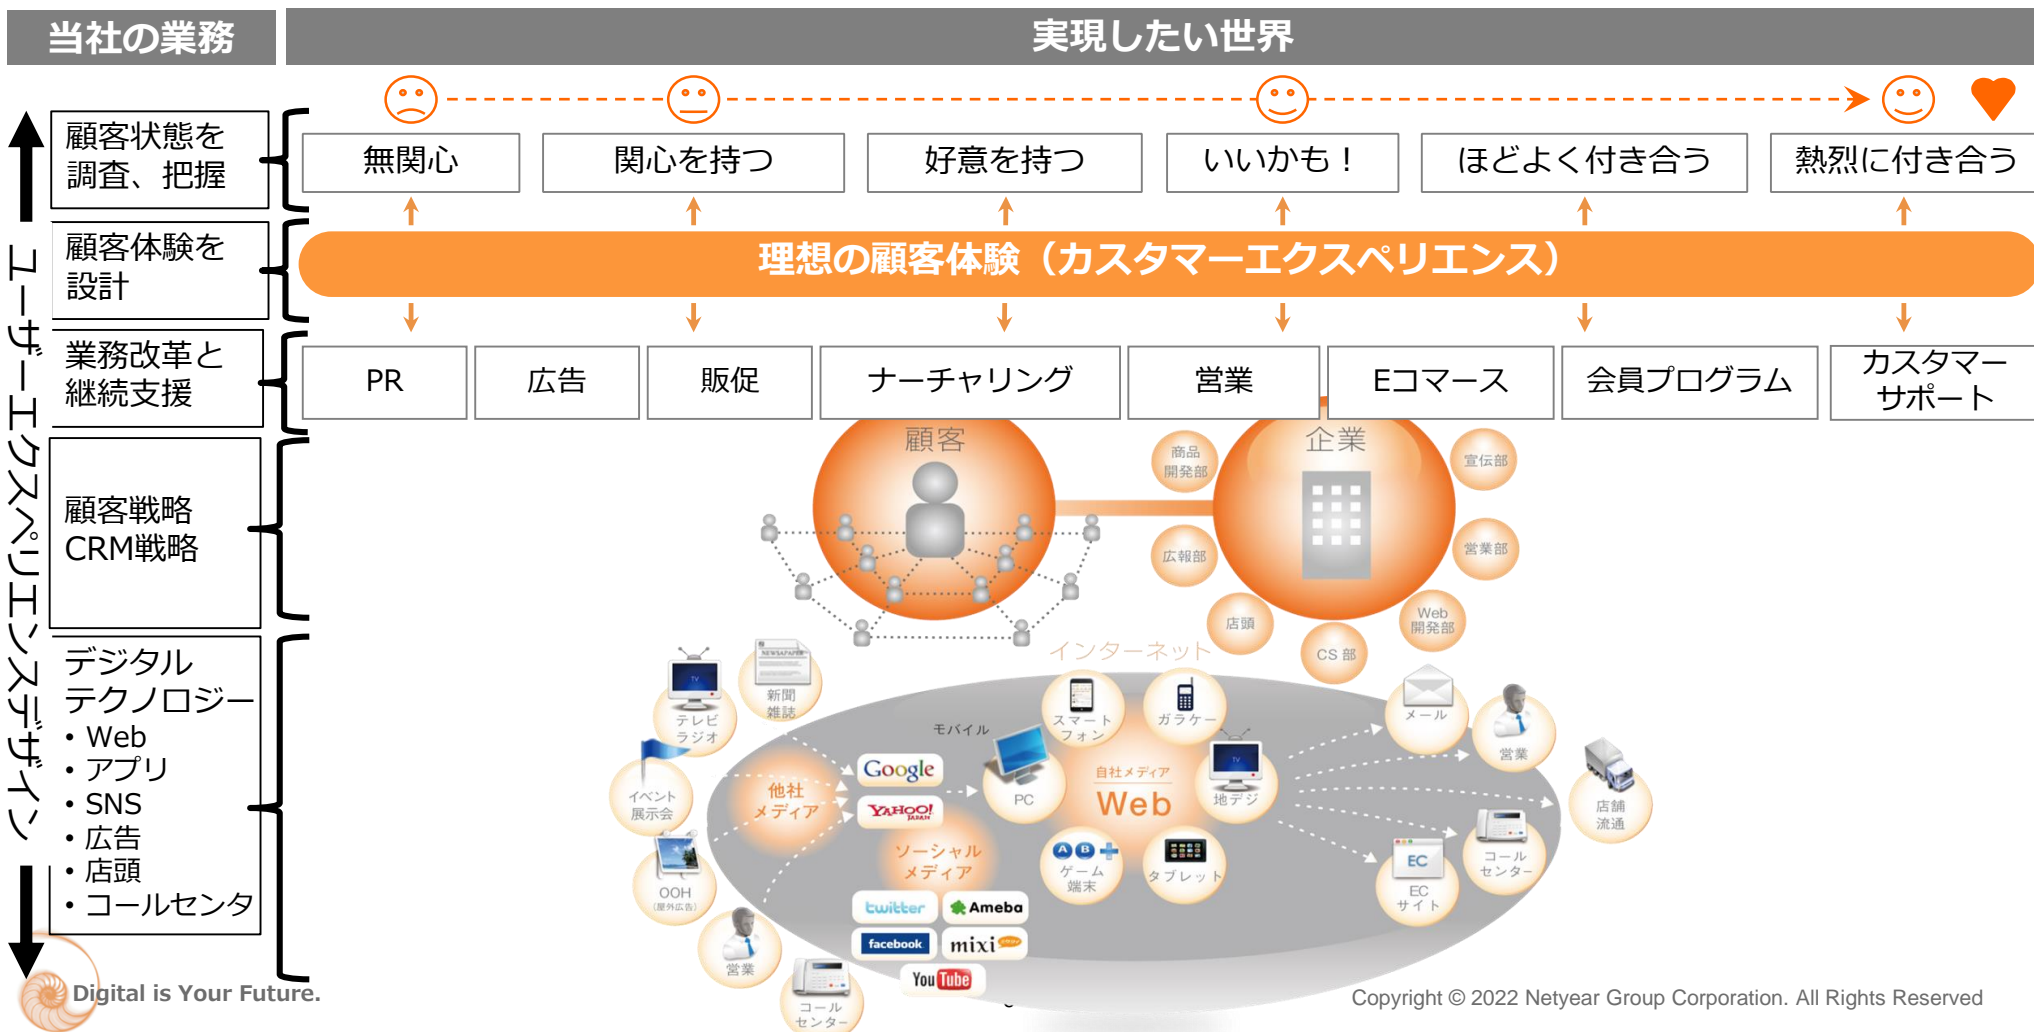 当社の業務
実現したい世界
顧客状態を
調査、把握
無関心
関心を持つ
好意を持つ
いいかも！
ほどよく付き合う
熱烈に付き合う
顧客体験を
設計
理想の顧客体験（カスタマーエクスペリエンス）
業務改革と
継続支援
PR
広告
販促
ナーチャリング
営業
Eコマース
会員プログラム
カスタマー
サポート
ユーザーエクスペリエンスデザイン
顧客戦略
CRM戦略
顧客
企業
商品
開発部
宣伝部
広報部
営業部
店頭
CS 部
Web
開発部
デジタル
テクノロジー
・Web
・アプリ
・SNS
・広告
・店頭
・コールセンタ
インターネット
TV
テレビ
ラジオ
NEWSPAPER
新聞
雑誌
イベント
展示会
OOH
(屋外広告)
営業
コール
センター
他社
メディア
モバイル
Google
YAHOO!
JAPAN
ソーシャル
メディア
twitter
Ameba
facebook
mixi
YouTube
スマート
フォン
ガラケー
PC
自社メディア
Web
TV
地デジ
A B
ゲーム
端末
タブレット
メール
営業
店舗
流通
コール
センター
EC
EC
サイト
Digital is Your Future.
Copyright © 2022 Netyear Group Corporation. All Rights Reserved